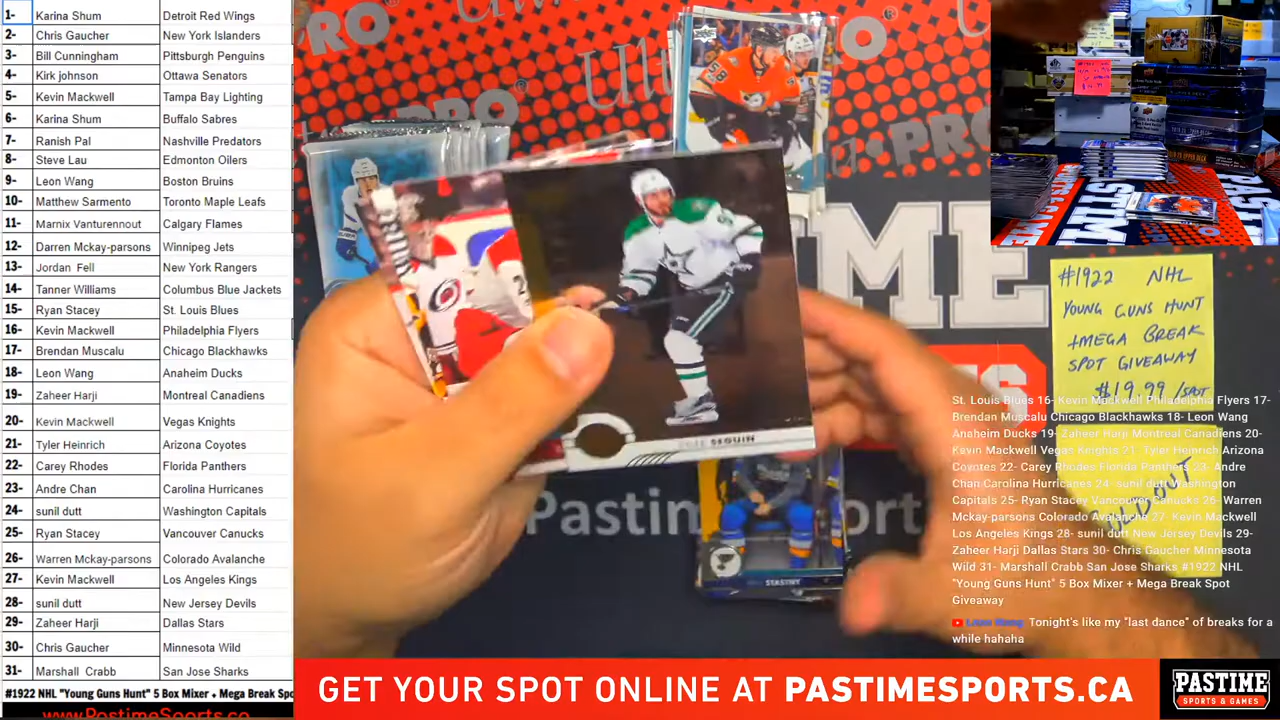 1- Karina Shum Detroit Red Wings
2- Chris Gaucher New York Islanders
3- Bill Cunningham Pittsburgh Penguins
4- Kirk johnson Ottawa Senators
5- Kevin Mackwell Tampa Bay Lighting
6- Karina Shum Buffalo Sabres
7- Ranish Pal Nashville Predators
8- Steve Lau Edmonton Oilers
9- Leon Wang Boston Bruins
10- Matthew Sarmento Toronto Maple Leafs
11- Marnix Vanturennout Calgary Flames
12- Darren Mckay-parsons Winnipeg Jets
13- Jordan Fell New York Rangers
14- Tanner Williams Columbus Blue Jackets
15- Ryan Stacey St. Louis Blues
16- Kevin Mackwell Philadelphia Flyers
17- Brendan Muscalu Chicago Blackhawks
18- Leon Wang Anaheim Ducks
19- Zaheer Harji Montreal Canadiens
20- Kevin Mackwell Vegas Knights
21- Tyler Heinrich Arizona Coyotes
22- Carey Rhodes Florida Panthers
23- Andre Chan Carolina Hurricanes
24- sunil dutt Washington Capitals
25- Ryan Stacey Vancouver Canucks
26- Warren Mckay-parsons Colorado Avalanche
27- Kevin Mackwell Los Angeles Kings
28- sunil dutt New Jersey Devils
29- Zaheer Harji Dallas Stars
30- Chris Gaucher Minnesota Wild
31- Marshall Crabb San Jose Sharks
#1922 NHL "Young Guns Hunt" 5 Box Mixer + Mega Break Spo
www.PastimeSports.ca
SEGUIN
STASTNY
Pastim
#1922 NHL
YOUNG GUNS HUNT
+MEGA BREAK
SPOT GIVEAWAY
$19.99/SPOT
St. Louis Blues 16- Kevin Mackwell Philadelphia Flyers 17-
Brendan Muscalu Chicago Blackhawks 18- Leon Wang
Anaheim Ducks 19- Zaheer Harji Montreal Canadiens 20-
Kevin Mackwell Vegas Knights 21- Tyler Heinrich Arizona
Coyotes 22- Carey Rhodes Florida Panthers 23- Andre
Chan Carolina Hurricanes 24- sunil dutt Washington
Capitals 25- Ryan Stacey Vancouver Canucks 26- Warren
Mckay-parsons Colorado Avalanche 27- Kevin Mackwell
Los Angeles Kings 28- sunil dutt New Jersey Devils 29-
Zaheer Harji Dallas Stars 30- Chris Gaucher Minnesota
Wild 31- Marshall Crabb San Jose Sharks #1922 NHL
"Young Guns Hunt" 5 Box Mixer + Mega Break Spot
Giveaway
Leon Wang Tonight's like my "last dance" of breaks for a
while hahaha
GET YOUR SPOT ONLINE AT PASTIMESPORTS.CA
PASTIME
SPORTS & GAMES